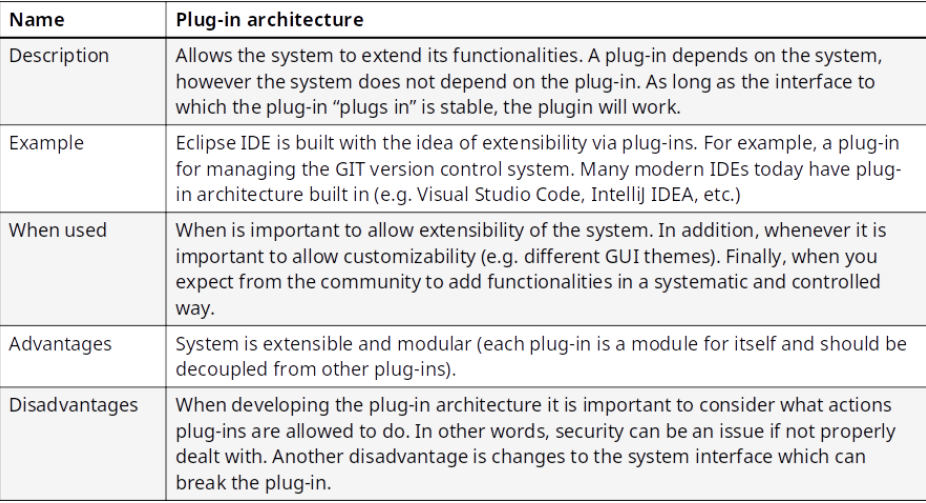 Name Plug-in architecture
Description Allows the system to extend its functionalities. A plug-in depends on the system,
however the system does not depend on the plug-in. As long as the interface to
which the plug-in “plugs in” is stable, the plugin will work.
Example Eclipse IDE is built with the idea of extensibility via plug-ins. For example, a plug-in
for managing the GIT version control system. Many modern IDEs today have plug-
in architecture built in (e.g. Visual Studio Code, IntelliJ IDEA, etc.)
When used When is important to allow extensibility of the system. In addition, whenever it is
important to allow customizability (e.g. different GUI themes). Finally, when you
expect from the community to add functionalities in a systematic and controlled
way.
Advantages System is extensible and modular (each plug-in is a module for itself and should be
decoupled from other plug-ins).
Disadvantages When developing the plug-in architecture it is important to consider what actions
plug-ins are allowed to do. In other words, security can be an issue if not properly
dealt with. Another disadvantage is changes to the system interface which can
break the plug-in.